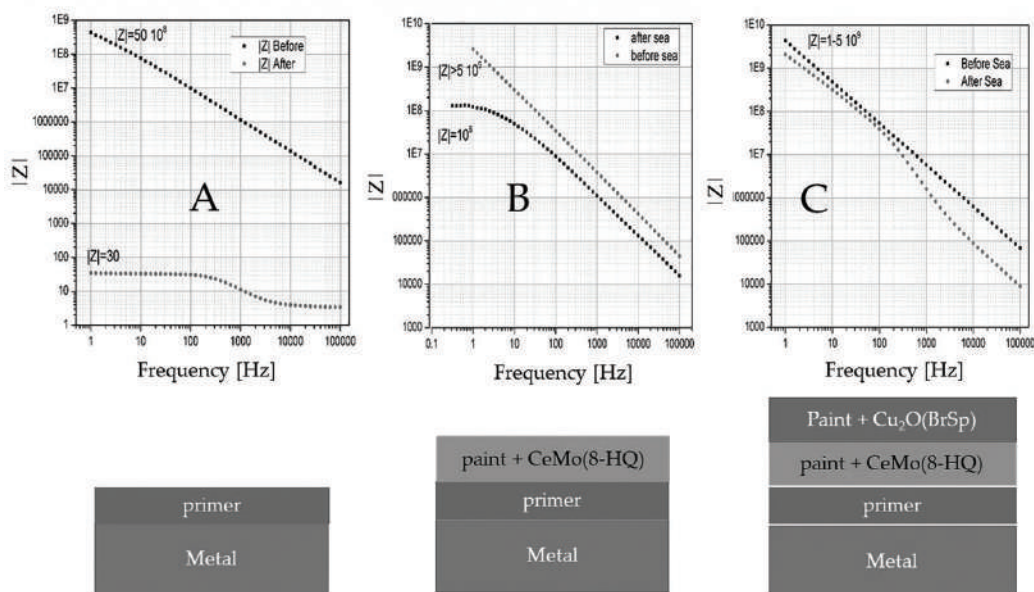 1E9
1E8
1E7
1000000
100000
10000
1000
100
10
1
|Z|
|Z|=50 10⁸
|Z| Before
|Z| After
A
|Z|=30
1 10 100 1000 10000 100000
Frequency [Hz]
1E10
1E9
1E8
1E7
000000
100000
10000
1000
|Z|
after sea
before sea
|Z|>5 10
|Z|=10⁸
B
0.1 1 10 100 1000 10000 100000
Frequency [Hz]
1E10
1E9
1E8
1E7
000000
100000
10000
1000
|Z|
|Z|=1-5 10⁹
Before Sea
After Sea
C
1 10 100 1000 10000 100000
Frequency [Hz]
primer
Metal
paint + CeMo(8-HQ)
primer
Metal
Paint + Cu₂O(BrSp)
paint + CeMo(8-HQ)
primer
Metal